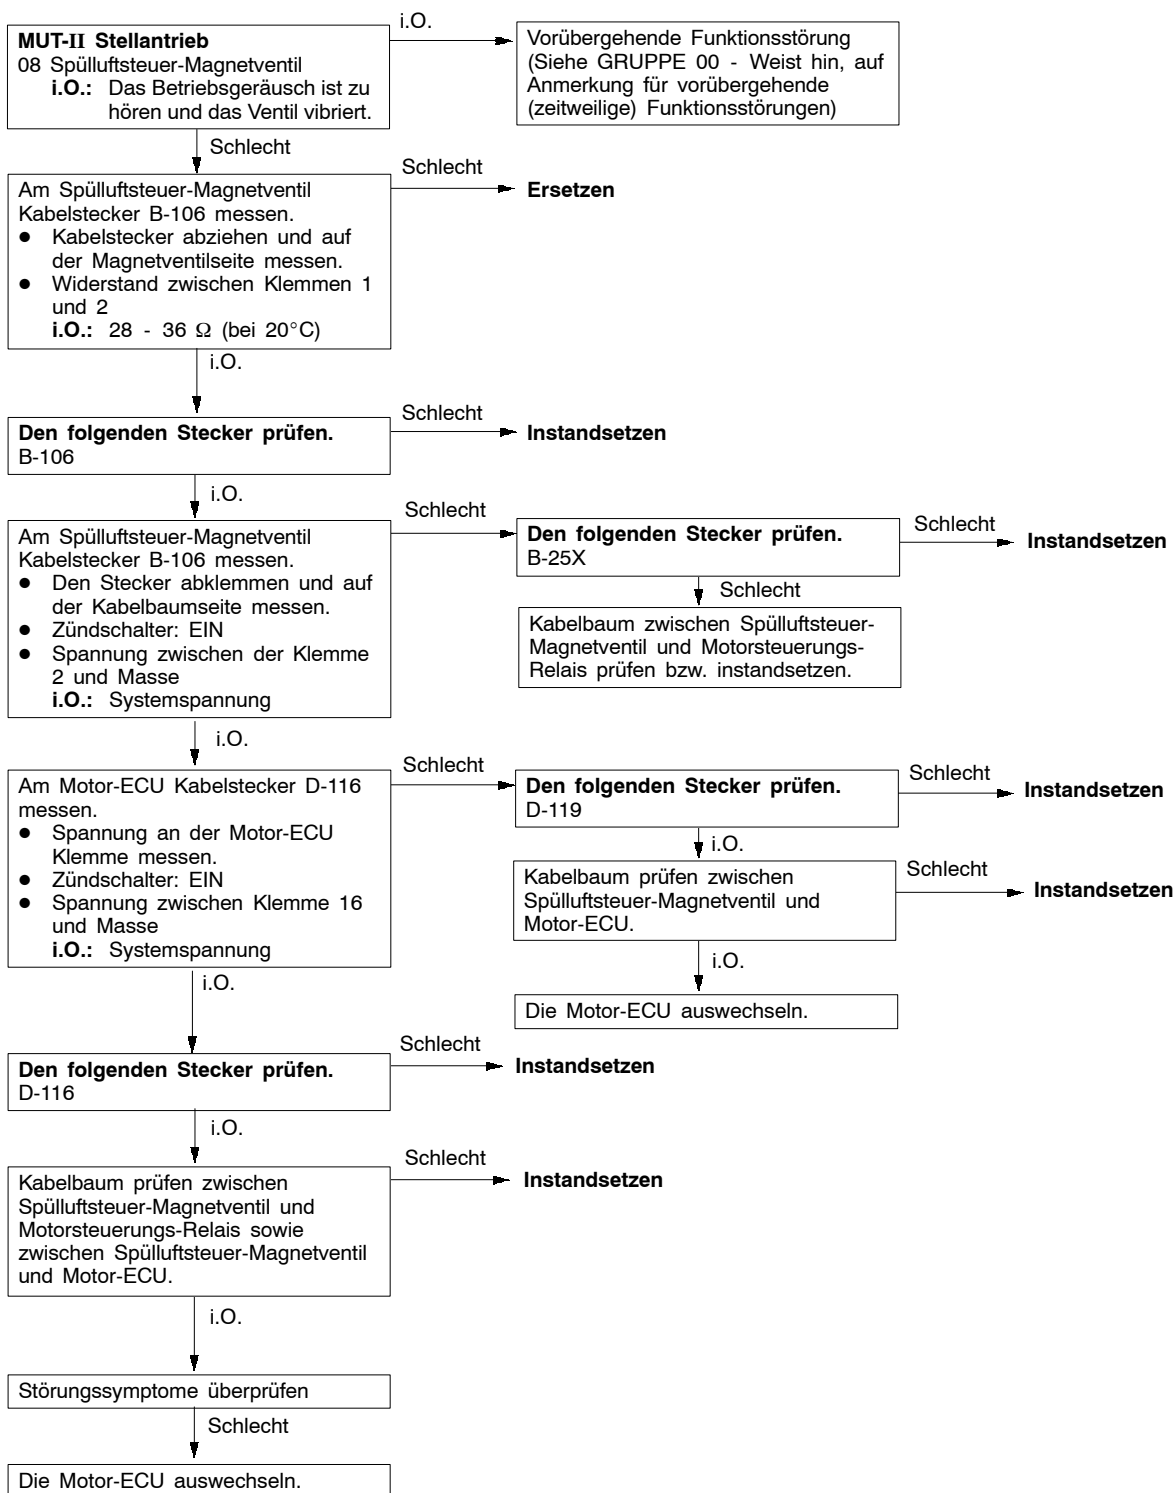 MUT-II Stellantrieb
08 Spülluftsteuer-Magnetventil
i.O.: Das Betriebsgeräusch ist zu
hören und das Ventil vibriert.
i.O.
Vorübergehende Funktionsstörung
(Siehe GRUPPE 00 - Weist hin, auf
Anmerkung für vorübergehende
(zeitweilige) Funktionsstörungen)
Schlecht
Am Spülluftsteuer-Magnetventil
Kabelstecker B-106 messen.
● Kabelstecker abziehen und auf
der Magnetventilseite messen.
● Widerstand zwischen Klemmen 1
und 2
i.O.: 28 - 36 Ω (bei 20°C)
Schlecht
Ersetzen
i.O.
Den folgenden Stecker prüfen.
B-106
Schlecht
Instandsetzen
i.O.
Am Spülluftsteuer-Magnetventil
Kabelstecker B-106 messen.
● Den Stecker abklemmen und auf
der Kabelbaumseite messen.
● Zündschalter: EIN
● Spannung zwischen der Klemme
2 und Masse
i.O.: Systemspannung
Schlecht
Den folgenden Stecker prüfen.
B-25X
Schlecht
Instandsetzen
Schlecht
Kabelbaum zwischen Spülluftsteuer-
Magnetventil und Motorsteuerungs-
Relais prüfen bzw. instandsetzen.
i.O.
Am Motor-ECU Kabelstecker D-116
messen.
● Spannung an der Motor-ECU
Klemme messen.
● Zündschalter: EIN
● Spannung zwischen Klemme 16
und Masse
i.O.: Systemspannung
Schlecht
Den folgenden Stecker prüfen.
D-119
Schlecht
Instandsetzen
i.O.
Kabelbaum prüfen zwischen
Spülluftsteuer-Magnetventil und
Motor-ECU.
Schlecht
Instandsetzen
i.O.
Die Motor-ECU auswechseln.
i.O.
Den folgenden Stecker prüfen.
D-116
Schlecht
Instandsetzen
i.O.
Kabelbaum prüfen zwischen
Spülluftsteuer-Magnetventil und
Motorsteuerungs-Relais sowie
zwischen Spülluftsteuer-Magnetventil
und Motor-ECU.
Schlecht
Instandsetzen
i.O.
Störungssymptome überprüfen
Schlecht
Die Motor-ECU auswechseln.